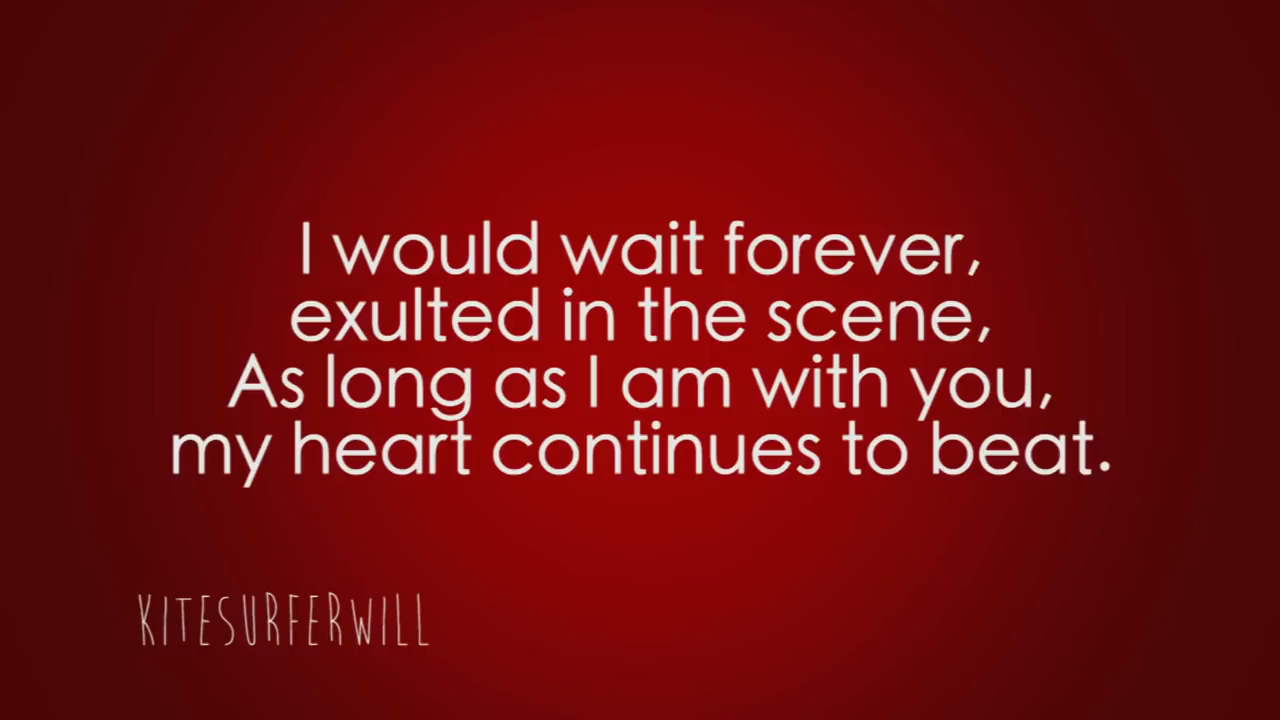 I would wait forever,
exulted in the scene,
As long as I am with you,
my heart continues to beat.
KITESURFERWILL